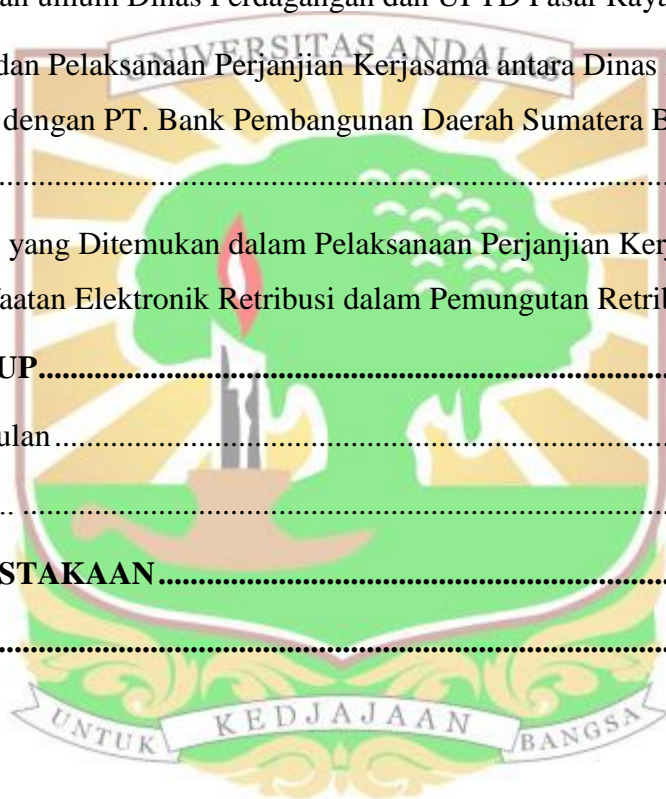 an umum Dinas Perdagangan dan UPTD Pasar Raya
UNIVERSITAS ANDALAS
dan Pelaksanaan Perjanjian Kerjasama antara Dinas
dengan PT. Bank Pembangunan Daerah Sumatera B
................................................................
yang Ditemukan dalam Pelaksanaan Perjanjian Ker
aatan Elektronik Retribusi dalam Pemungutan Retrib
UP................................................................
ulan................................................................
.. ................................................................
STAKAAN................................................................
................................................................
UNTUK KEDJAJAAN BANGSA